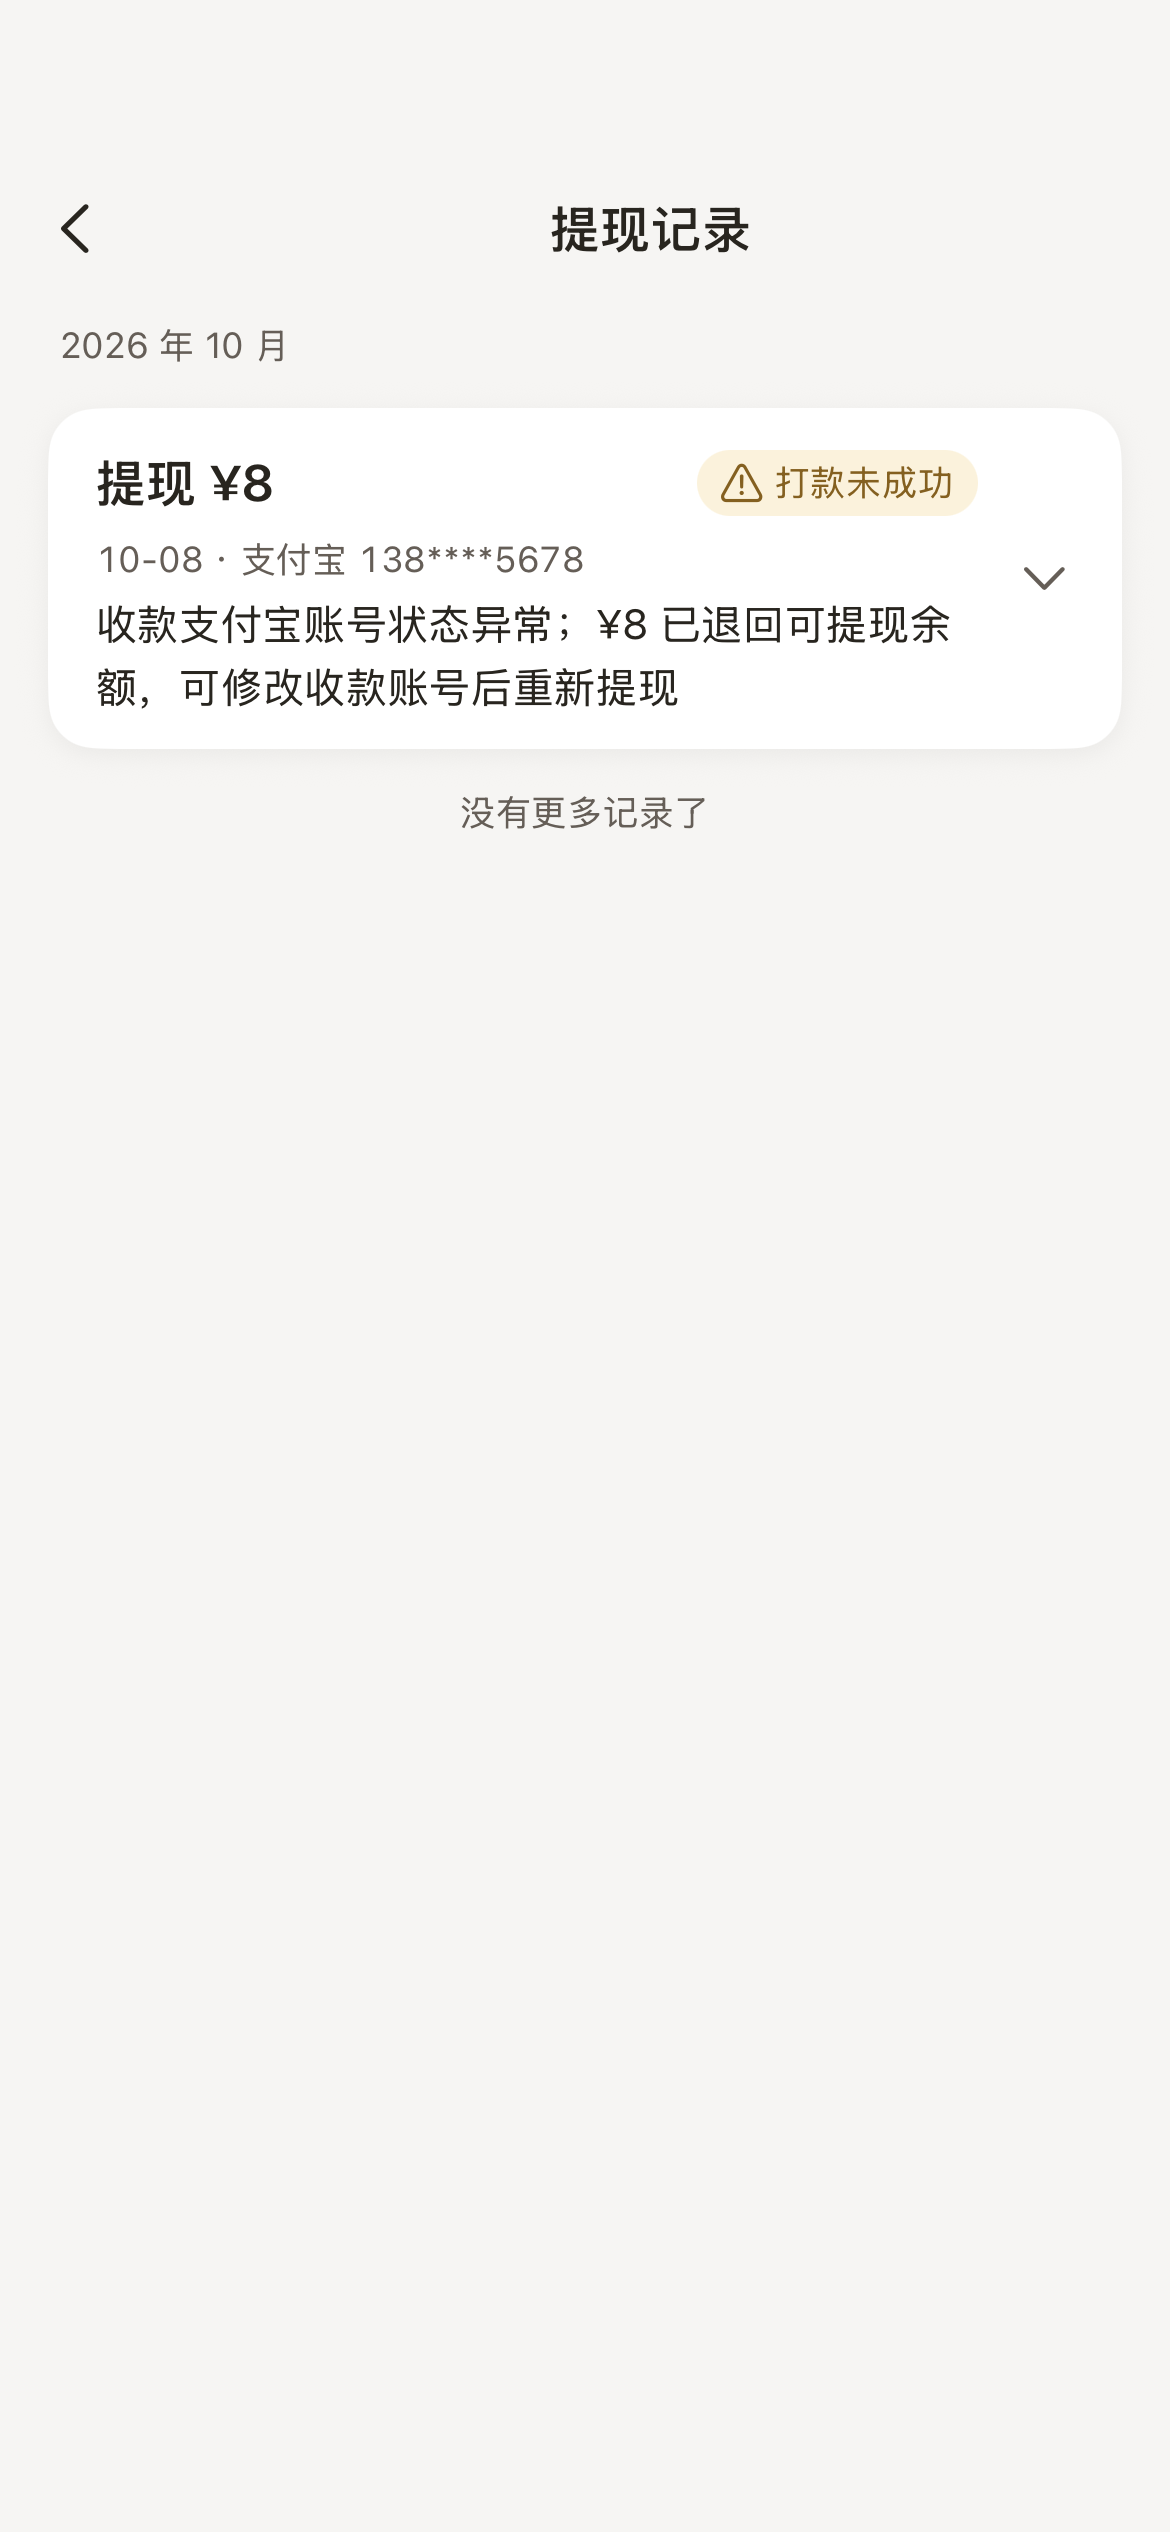 提现记录
2026 年 10 月
提现 ¥8
打款未成功
10-08 · 支付宝 138****5678
收款支付宝账号状态异常；¥8 已退回可提现余
额，可修改收款账号后重新提现
没有更多记录了